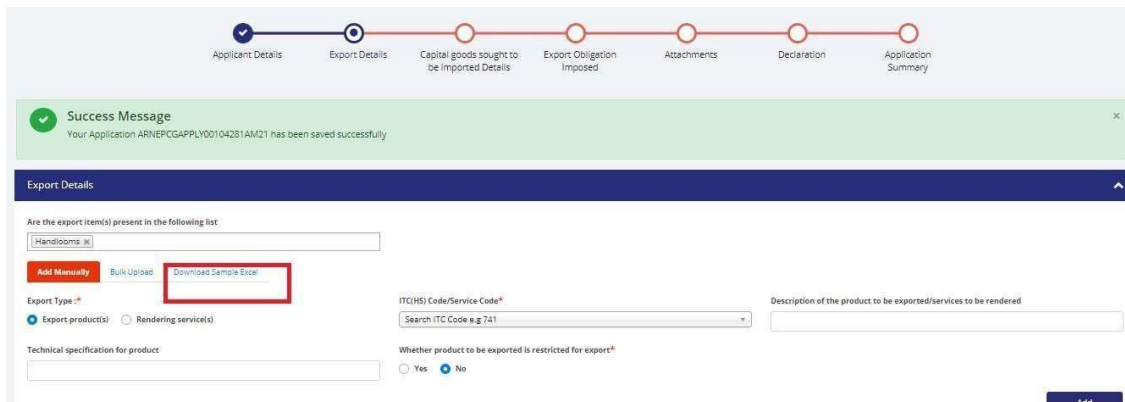 Applicant Details
Export Details
Capital goods sought to
be Imported Details
Export Obligation
Imposed
Attachments
Declaration
Application
Summary
Success Message
Your Application ARNEPCGAPPLY00104281AM21 has been saved successfully
Export Details
Are the export item(s) present in the following list
Handlooms ×
Add Manually Bulk Upload Download Sample Excel
Export Type :* ITC(HS) Code/Service Code* Description of the product to be exported/services to be rendered
Export product(s) Rendering service(s) Search ITC Code e.g 741
Technical specification for product Whether product to be exported is restricted for export*
Yes No
Add